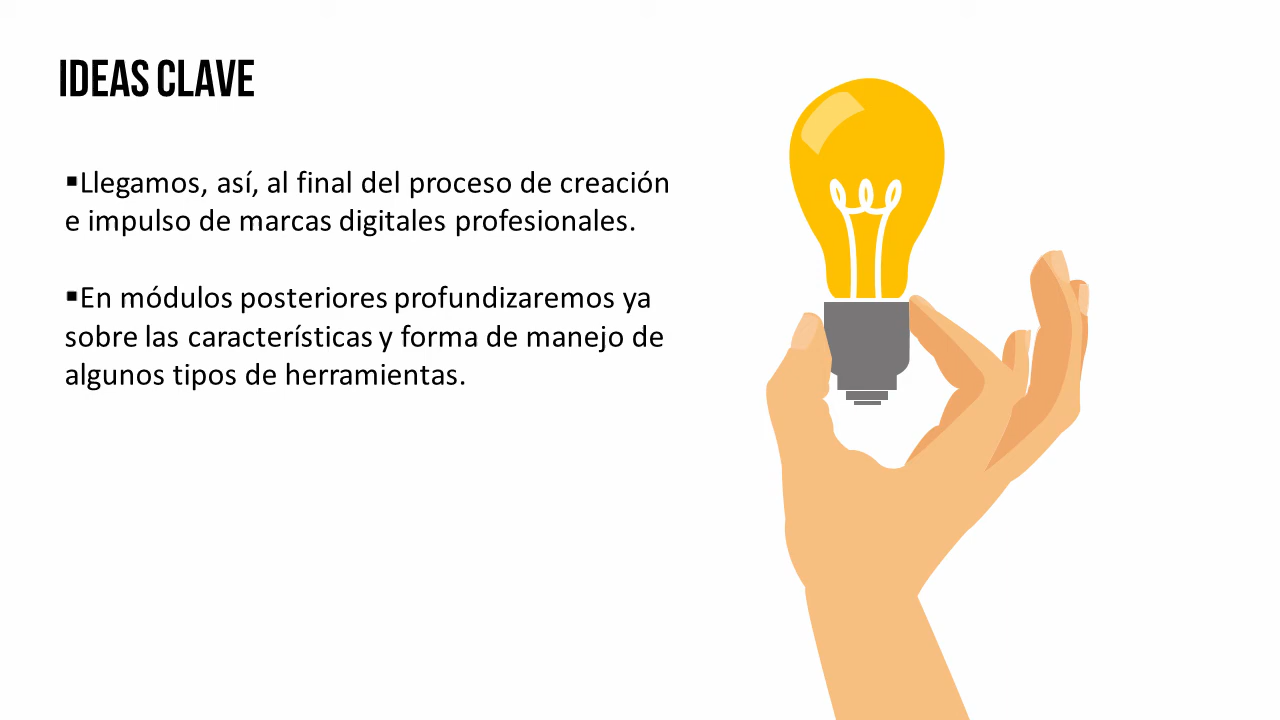 IDEAS CLAVE
▪Llegamos, así, al final del proceso de creación
e impulso de marcas digitales profesionales.
▪En módulos posteriores profundizaremos ya
sobre las características y forma de manejo de
algunos tipos de herramientas.